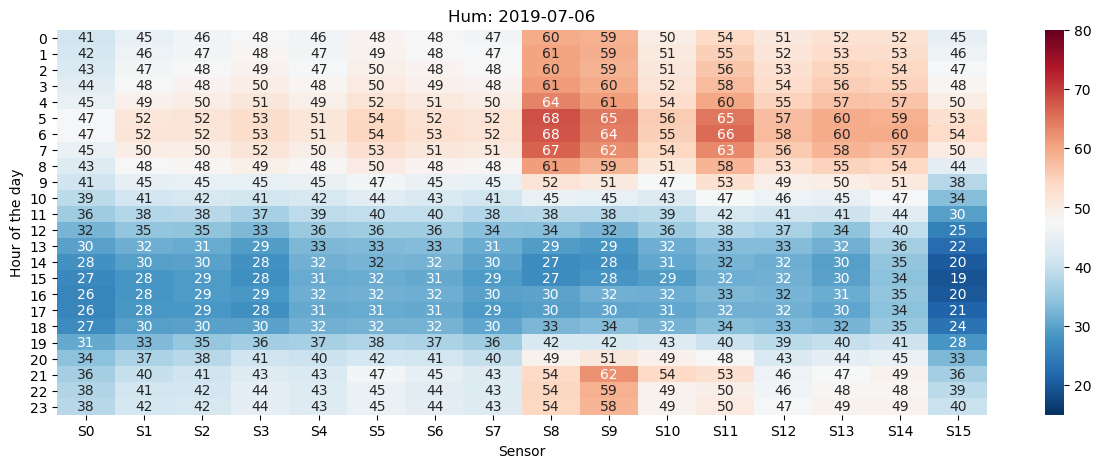 Hum: 2019-07-06
0 41 45 46 48 46 48 48 47 60 59 50 54 51 52 52 45
1 42 46 47 48 47 49 48 47 61 59 51 55 52 53 53 46
2 43 47 48 49 47 50 48 48 60 59 51 56 53 55 54 47
3 44 48 48 50 48 50 49 48 61 60 52 58 54 56 55 48
4 45 49 50 51 49 52 51 50 64 61 54 60 55 57 57 50
5 47 52 52 53 51 54 52 52 68 65 56 65 57 60 59 53
6 47 52 52 53 51 54 53 52 68 64 55 66 58 60 60 54
7 45 50 50 52 50 53 51 51 67 62 54 63 56 58 57 50
8 43 48 48 49 48 50 48 48 61 59 51 58 53 55 54 44
9 41 45 45 45 45 47 45 45 52 51 47 53 49 50 51 38
10 39 41 42 41 42 44 43 41 45 45 43 47 46 45 47 34
11 36 38 38 37 39 40 40 38 38 38 39 42 41 41 44 30
12 32 35 35 33 36 36 36 34 34 32 36 38 37 34 40 25
13 30 32 31 29 33 33 33 31 29 29 32 33 33 32 36 22
14 28 30 30 28 32 32 32 30 27 28 31 32 32 30 35 20
15 27 28 29 28 31 32 31 29 27 28 29 32 32 30 34 19
16 26 28 29 29 32 32 32 30 30 32 32 33 32 31 35 20
17 26 28 29 28 31 31 31 29 30 30 31 32 32 30 34 21
18 27 30 30 30 32 32 32 30 33 34 32 34 33 32 35 24
19 31 33 35 36 37 38 37 36 42 42 43 40 39 40 41 28
20 34 37 38 41 40 42 41 40 49 51 49 48 43 44 45 33
21 36 40 41 43 43 47 45 43 54 62 54 53 46 47 49 36
22 38 41 42 44 43 44 44 43 54 59 49 50 46 48 48 39
23 38 42 42 44 43 45 44 43 54 58 49 50 47 49 49 40
S0 S1 S2 S3 S4 S5 S6 S7 S8 S9 S10 S11 S12 S13 S14 S15
Sensor
Hour of the day
80
70
60
50
40
30
20